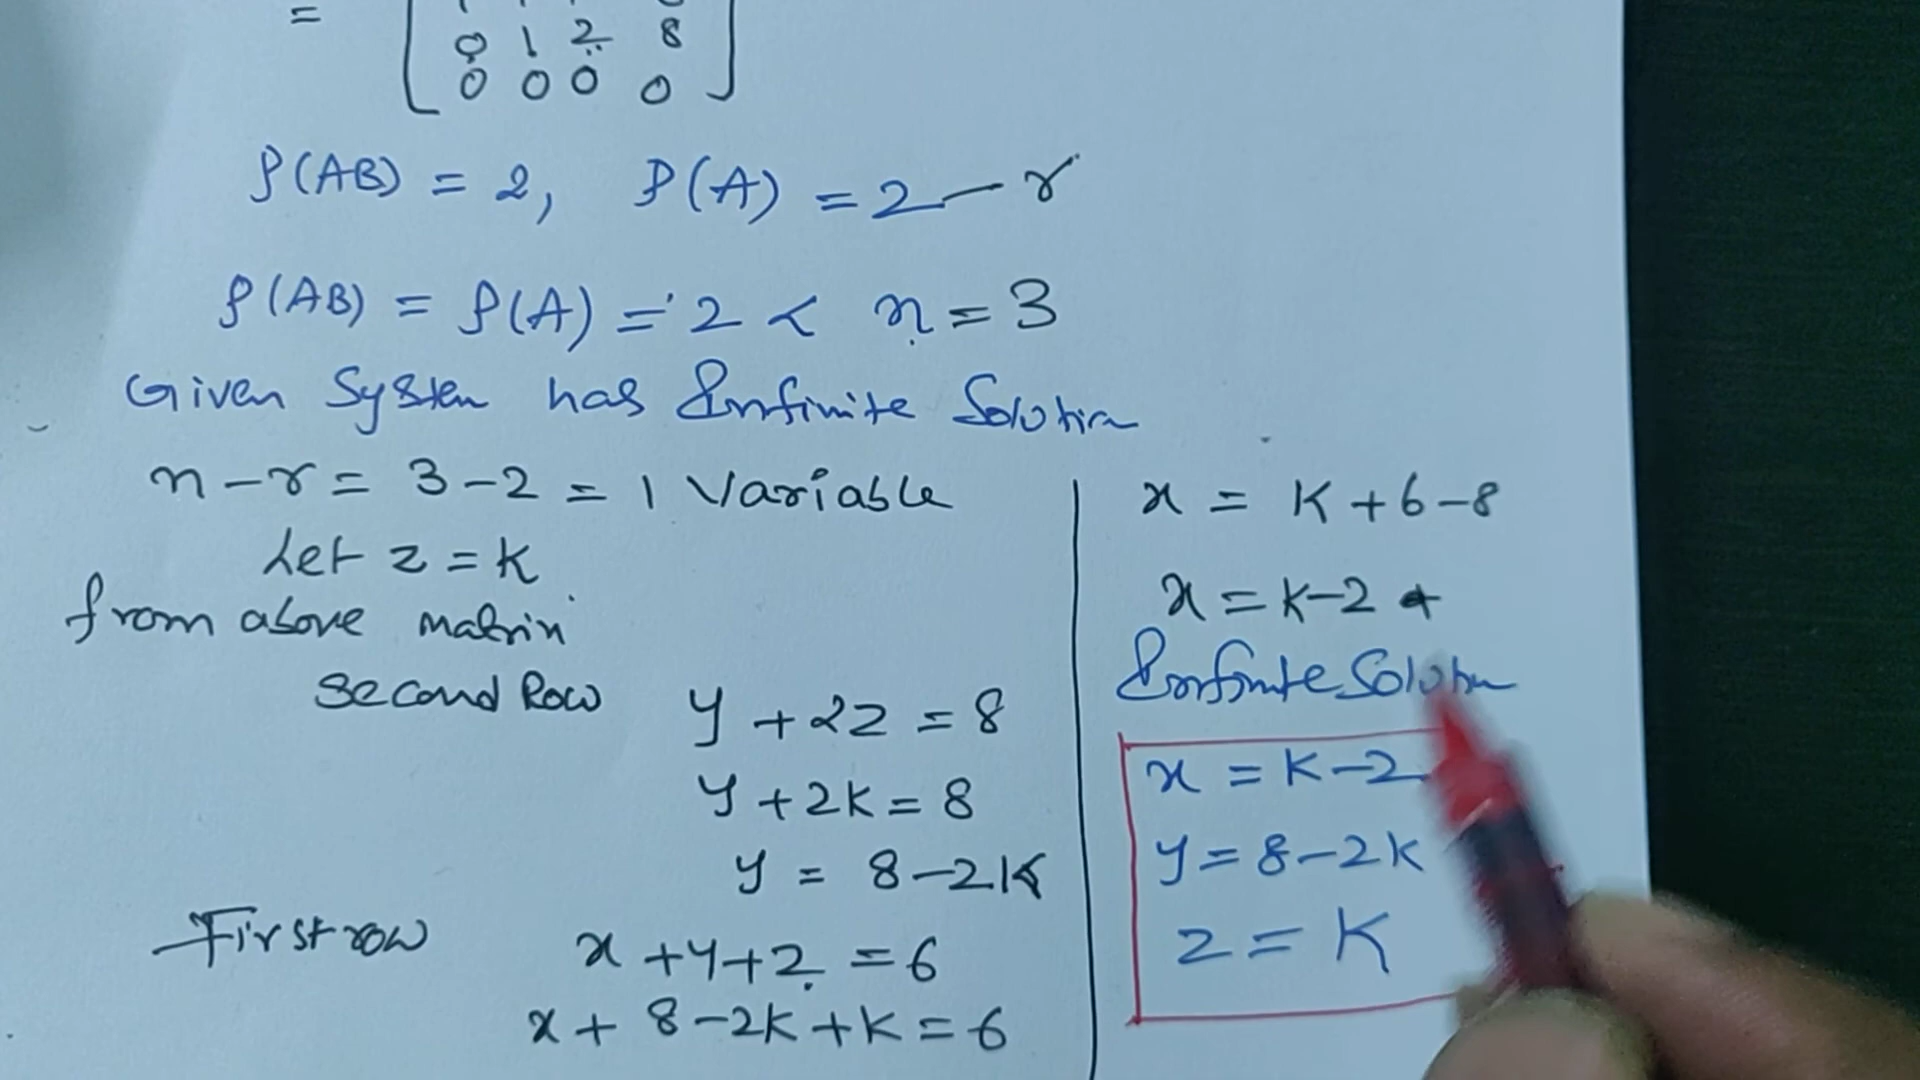 =
0 1 2 8
0 0 0 0
ρ(AB) = 2, ρ(A) = 2 — r
ρ(AB) = ρ(A) = 2 < n = 3
Given System has Infinite Solution
n - r = 3 - 2 = 1 Variable
Let z = k
from above matrix
second Row y + 2z = 8
y + 2k = 8
y = 8 - 2k
First row x + y + z = 6
x + 8 - 2k + k = 6
x = k + 6 - 8
x = k - 2
Infinite Solution
x = k - 2
y = 8 - 2k
z = k